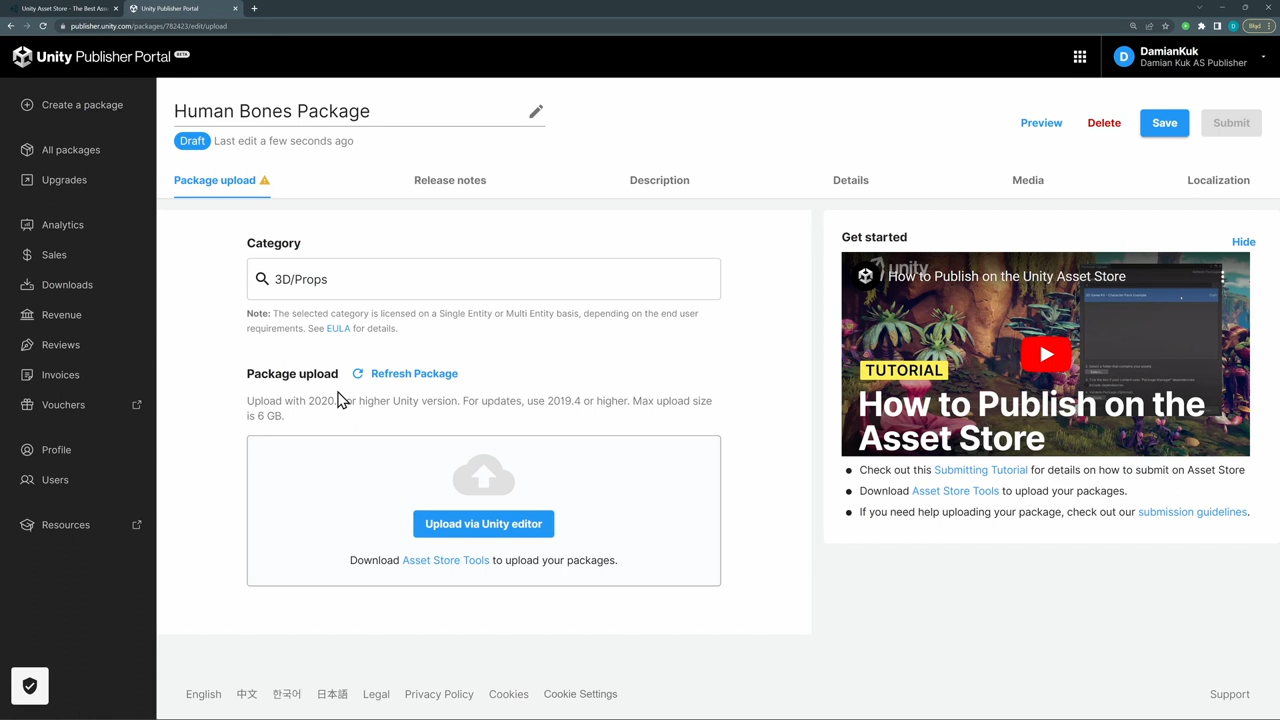 Unity Asset Store - The Best Ass
Unity Publisher Portal
publisher.unity.com/packages/782423/edit/upload
Unity Publisher Portal BETA
D
DamianKuk
Damian Kuk AS Publisher
Create a package
All packages
Upgrades
Analytics
Sales
Downloads
Revenue
Reviews
Invoices
Vouchers
Profile
Users
Resources
Human Bones Package
Draft Last edit a few seconds ago
Preview
Delete
Save
Submit
Package upload
Release notes
Description
Details
Media
Localization
Category
3D/Props
Note: The selected category is licensed on a Single Entity or Multi Entity basis, depending on the end user
requirements. See EULA for details.
Package upload
Refresh Package
Upload with 2020. or higher Unity version. For updates, use 2019.4 or higher. Max upload size
is 6 GB.
Upload via Unity editor
Download Asset Store Tools to upload your packages.
Get started
Hide
unity
How to Publish on the Unity Asset Store
TUTORIAL
How to Publish on the
Asset Store
Check out this Submitting Tutorial for details on how to submit on Asset Store
Download Asset Store Tools to upload your packages.
If you need help uploading your package, check out our submission guidelines.
English
中文
한국어
日本語
Legal
Privacy Policy
Cookies
Cookie Settings
Support